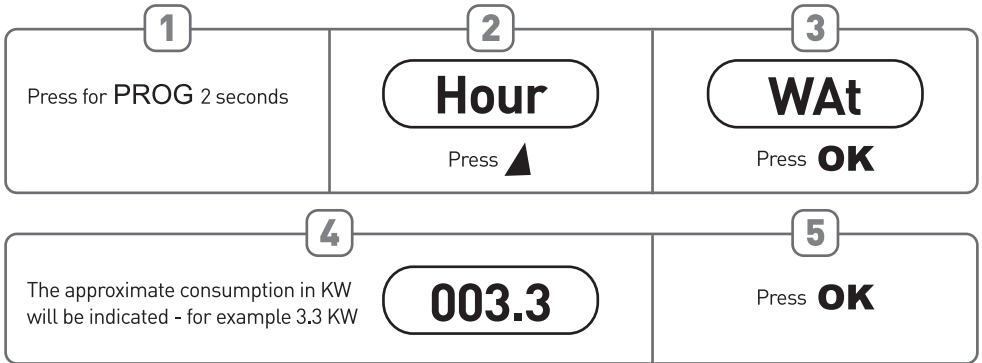 1
Press for PROG 2 seconds
2
Hour
Press
3
WAt
Press OK
4
The approximate consumption in KW
will be indicated - for example 3.3 KW
003.3
5
Press OK